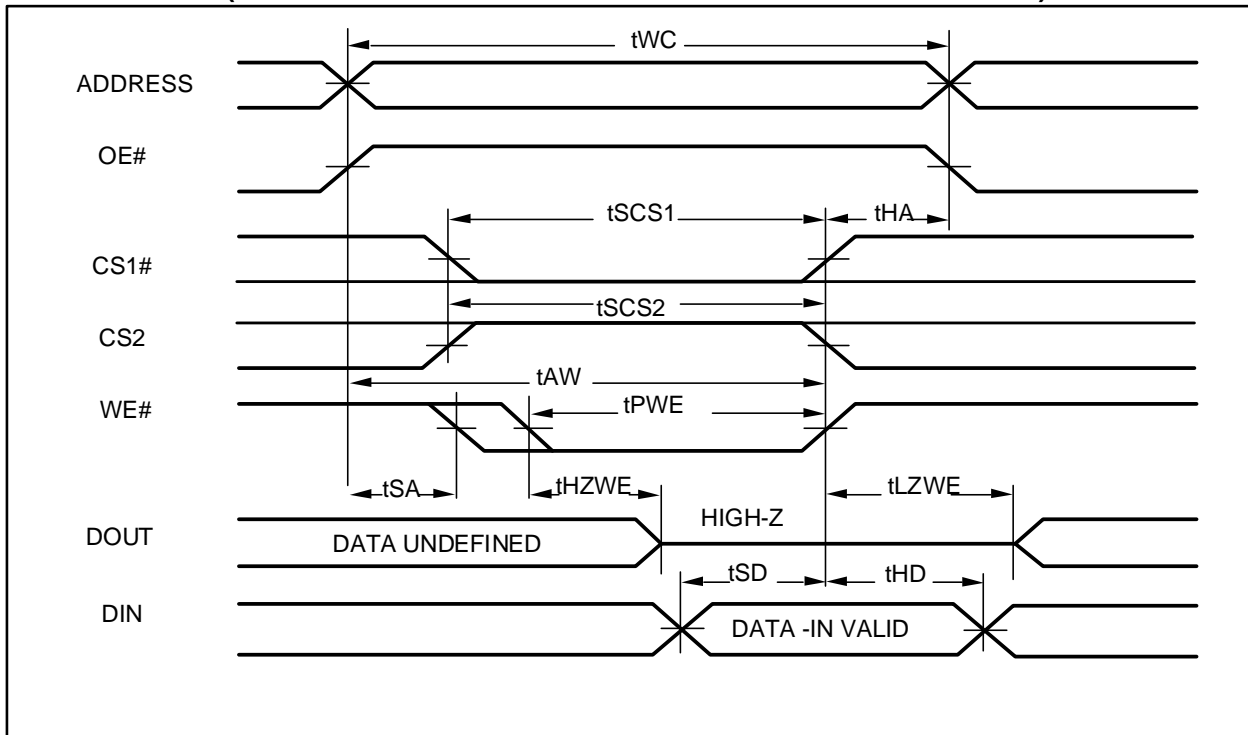 tWC
ADDRESS
OE#
tSCS1
tHA
CS1#
tSCS2
CS2
tAW
WE#
tPWE
tSA
tHZWE
tLZWE
DOUT
DATA UNDEFINED
HIGH-Z
tSD
tHD
DIN
DATA -IN VALID